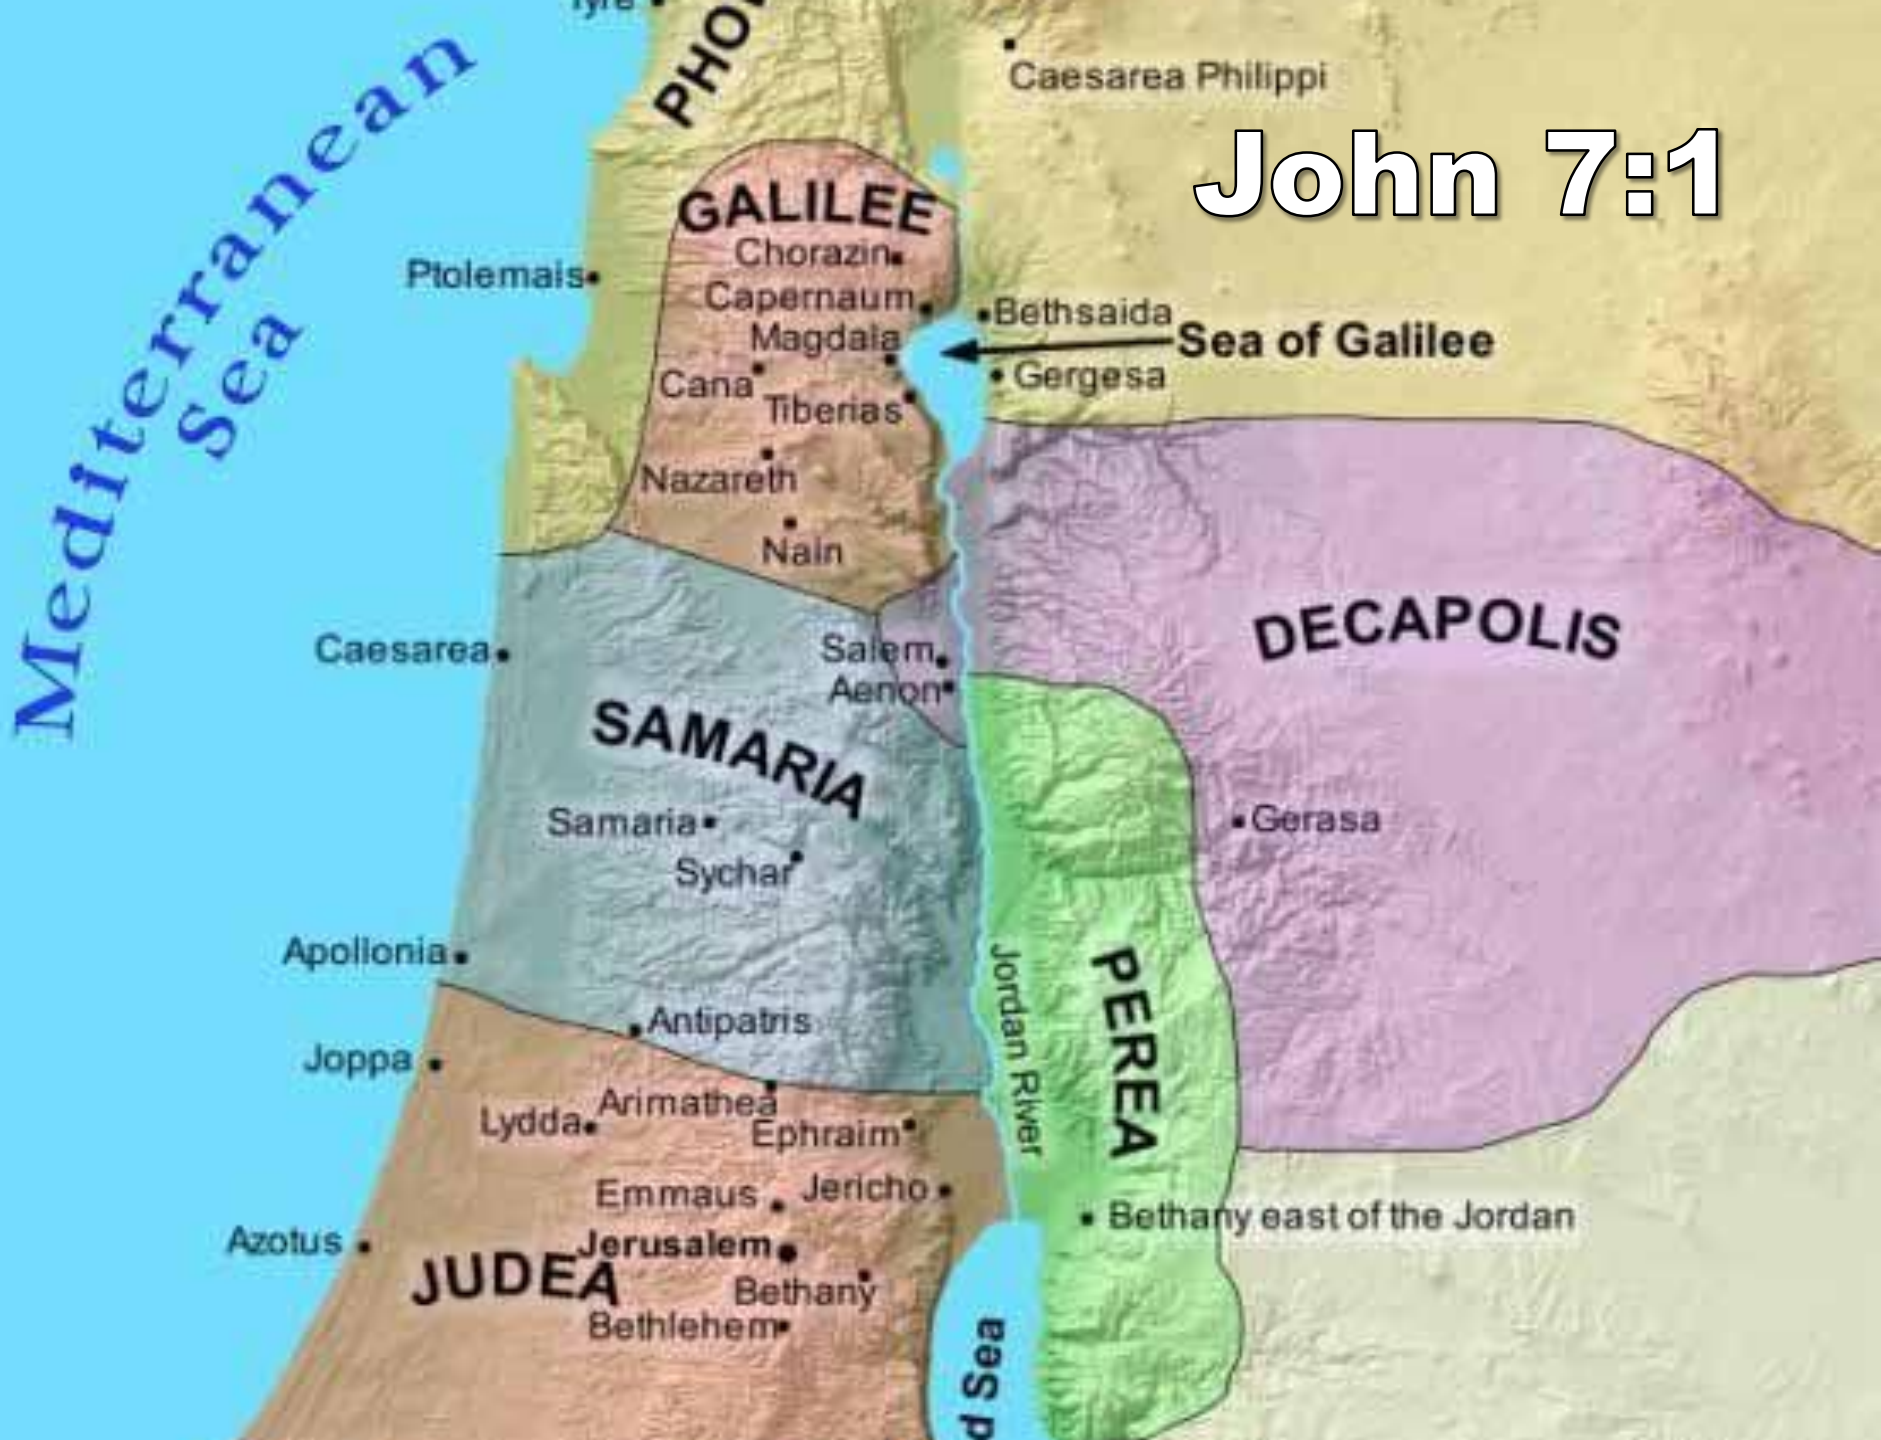 Tyre
PHO
Caesarea Philippi
John 7:1
Mediterranean
Sea
GALILEE
Chorazin
Ptolemais
Capernaum
Bethsaida
Magdala
Sea of Galilee
Cana
Gergesa
Tiberias
Nazareth
Nain
DECAPOLIS
Caesarea
Salem
Aenon
SAMARIA
Samaria
Gerasa
Sychar
Apollonia
Jordan River
PEREA
Antipatris
Joppa
Arimathea
Lydda
Ephraim
Emmaus
Jericho
Bethany east of the Jordan
Azotus
Jerusalem
JUDEA
Bethany
Bethlehem
d Sea